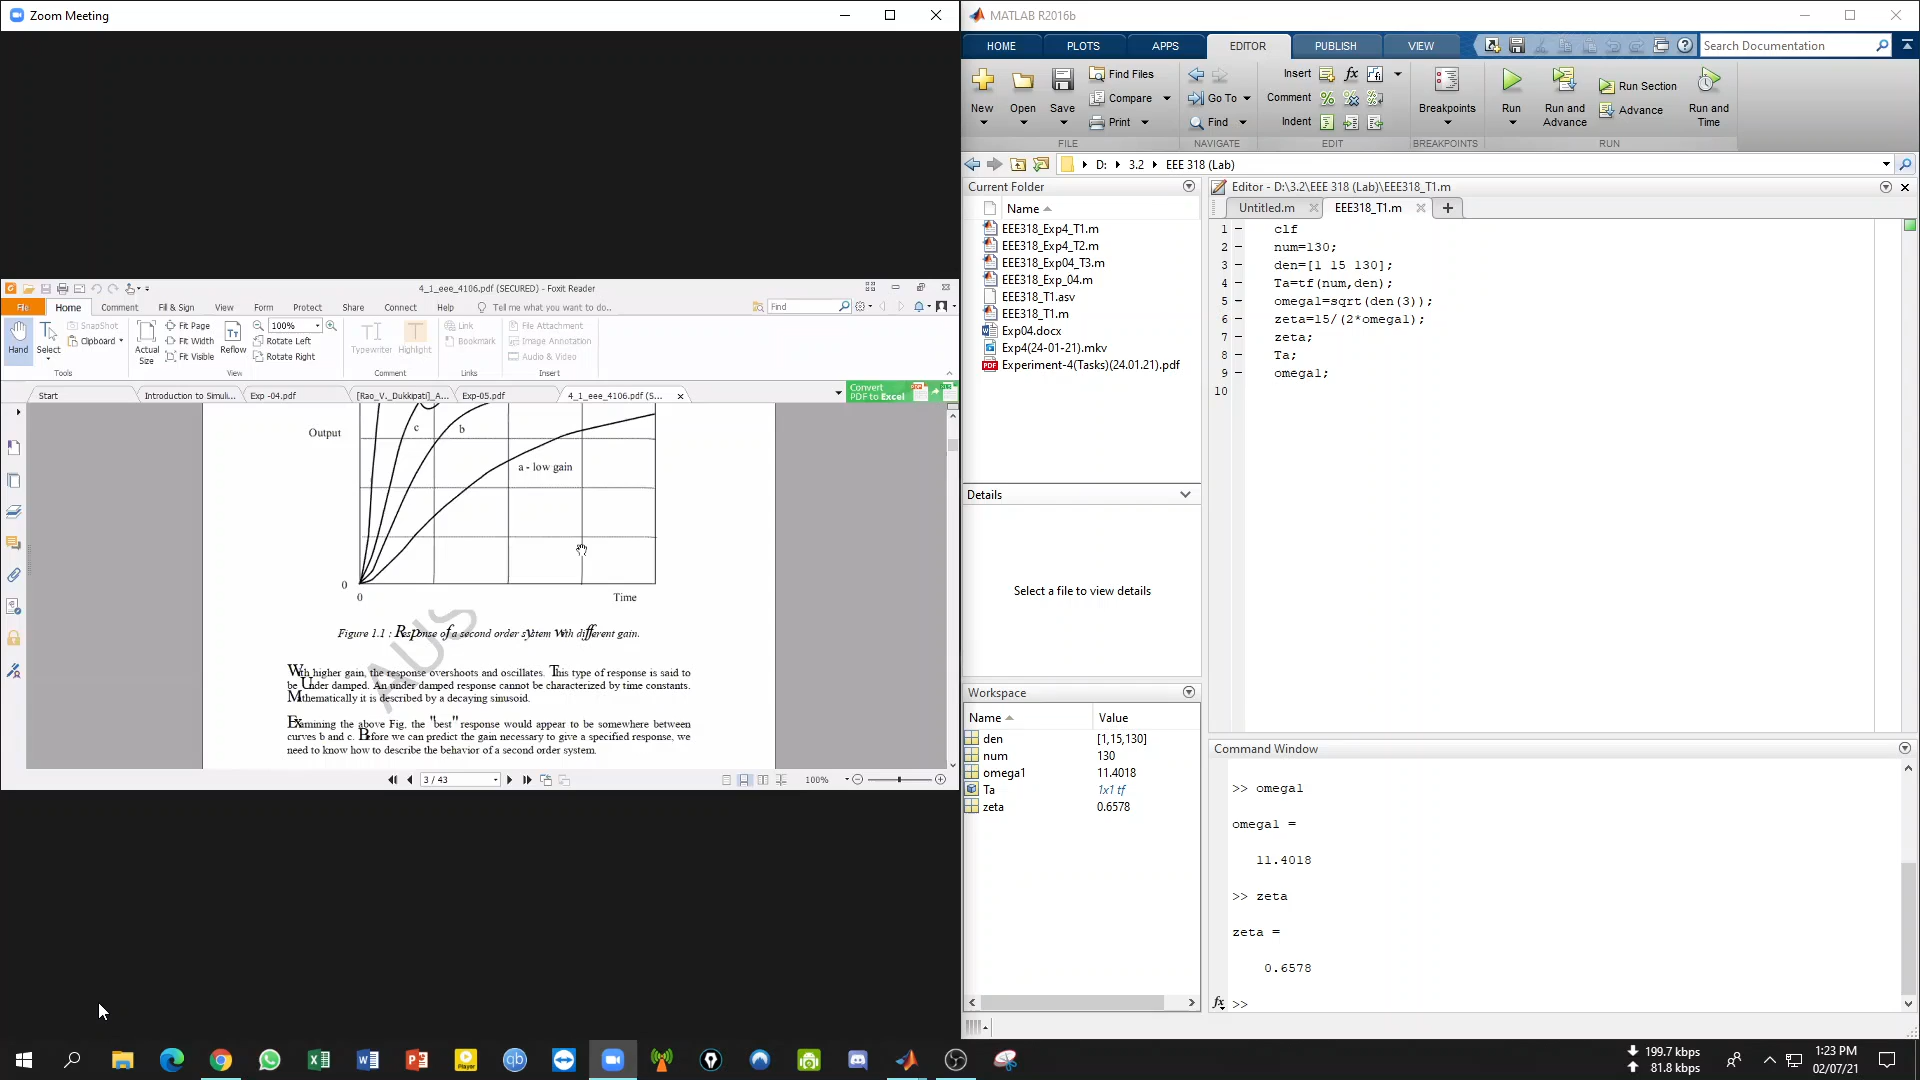 Zoom Meeting
4_1_eee_4106.pdf (SECURED) - Foxit Reader
File Home Comment Fill & Sign View Form Protect Share Connect Help Tell me what you want to do.. Find
Hand
Select
SnapShot
Clipboard
Actual Size
Fit Page
Fit Width
Fit Visible
Reflow
100%
Rotate Left
Rotate Right
Typewriter
Highlight
Link
Bookmark
File Attachment
Image Annotation
Audio & Video
Tools View Comment Links Insert
Start Introduction to Simuli... Exp -04.pdf [Rao_V._Dukkipati]_A... Exp-05.pdf 4_1_eee_4106.pdf (S...
Convert
PDF to Excel
Output
c
b
a - low gain
0
0
Time
AUS
Figure 1.1 : Response of a second order system with different gain.
With higher gain, the response overshoots and oscillates. This type of response is said to
be Under damped. An under damped response cannot be characterized by time constants.
Mathematically it is described by a decaying sinusoid.
Examining the above Fig, the "best" response would appear to be somewhere between
curves b and c. Before we can predict the gain necessary to give a specified response, we
need to know how to describe the behavior of a second order system.
3 / 43
100%
MATLAB R2016b
HOME PLOTS APPS EDITOR PUBLISH VIEW
Search Documentation
New
Open
Save
Find Files
Compare
Print
Go To
Find
Insert
Comment
Indent
Breakpoints
Run
Run and Advance
Run Section
Advance
Run and Time
FILE NAVIGATE EDIT BREAKPOINTS RUN
D: 3.2 EEE 318 (Lab)
Current Folder
Name
EEE318_Exp4_T1.m
EEE318_Exp4_T2.m
EEE318_Exp04_T3.m
EEE318_Exp_04.m
EEE318_T1.asv
EEE318_T1.m
Exp04.docx
Exp4(24-01-21).mkv
Experiment-4(Tasks)(24.01.21).pdf
Details
Select a file to view details
Workspace
Name Value
den [1,15,130]
num 130
omega1 11.4018
Ta 1x1 tf
zeta 0.6578
Editor - D:\3.2\EEE 318 (Lab)\EEE318_T1.m
Untitled.m EEE318_T1.m
1 clf
2 num=130;
3 den=[1 15 130];
4 Ta=tf(num,den);
5 omega1=sqrt(den(3));
6 zeta=15/(2*omega1);
7 zeta;
8 Ta;
9 omega1;
10
Command Window
>> omega1
omega1 =
11.4018
>> zeta
zeta =
0.6578
fx >>
199.7 kbps
81.8 kbps
1:23 PM
02/07/21